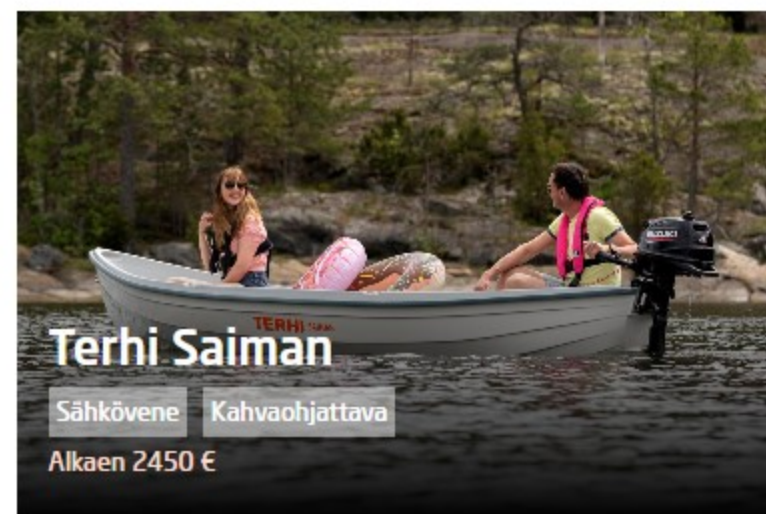 SUZUKI
TERHI
Terhi Saiman
Sähkövene
Kahvaohjattava
Alkaen 2450 €